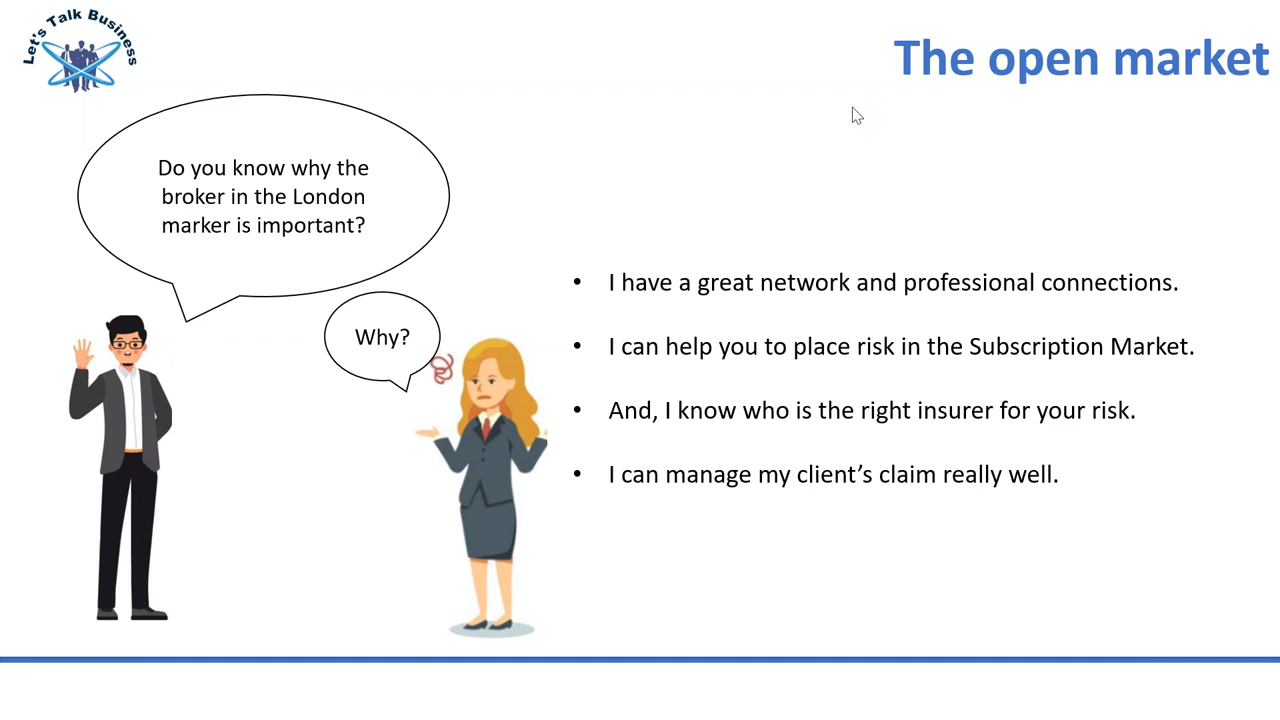 Let's Talk Business
The open market
Do you know why the
broker in the London
marker is important?
Why?
• I have a great network and professional connections.
• I can help you to place risk in the Subscription Market.
• And, I know who is the right insurer for your risk.
• I can manage my client’s claim really well.